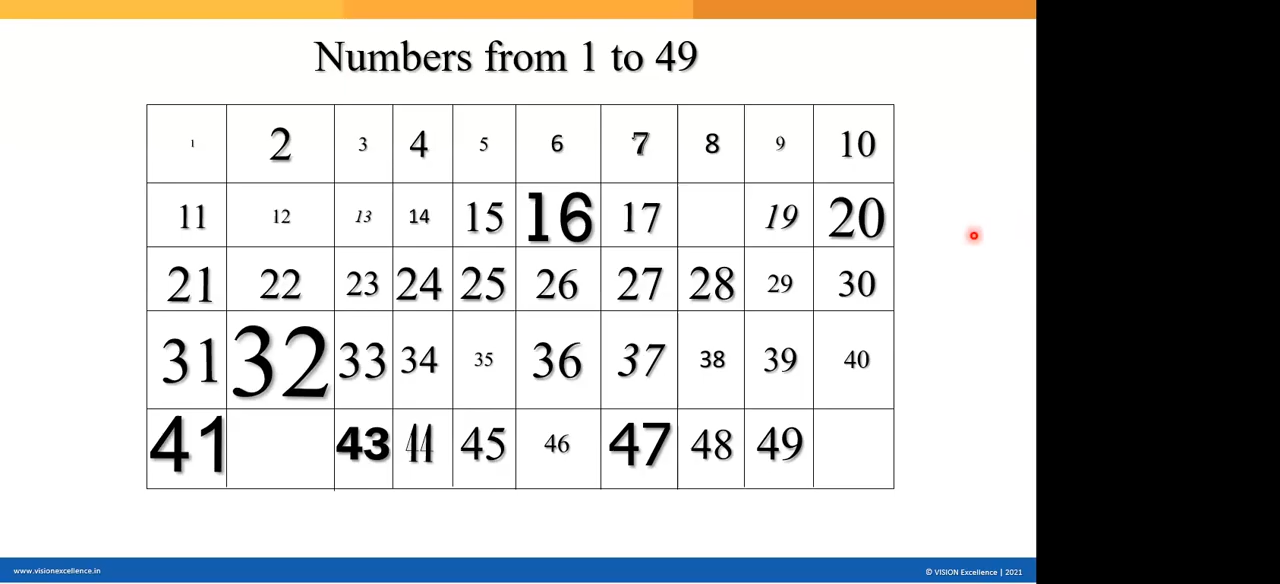 Numbers from 1 to 49
1 2 3 4 5 6 7 8 9 10
11 12 13 14 15 16 17 19 20
21 22 23 24 25 26 27 28 29 30
31 32 33 34 35 36 37 38 39 40
41 43 44 45 46 47 48 49
www.visionexcellence.in © VISION Excellence | 2021